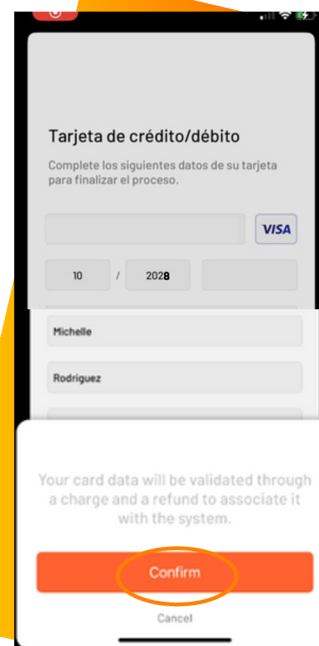 Tarjeta de crédito/débito
Complete los siguientes datos de su tarjeta
para finalizar el proceso.
VISA
10 / 2028
Michelle
Rodriguez
Your card data will be validated through
a charge and a refund to associate it
with the system.
Confirm
Cancel